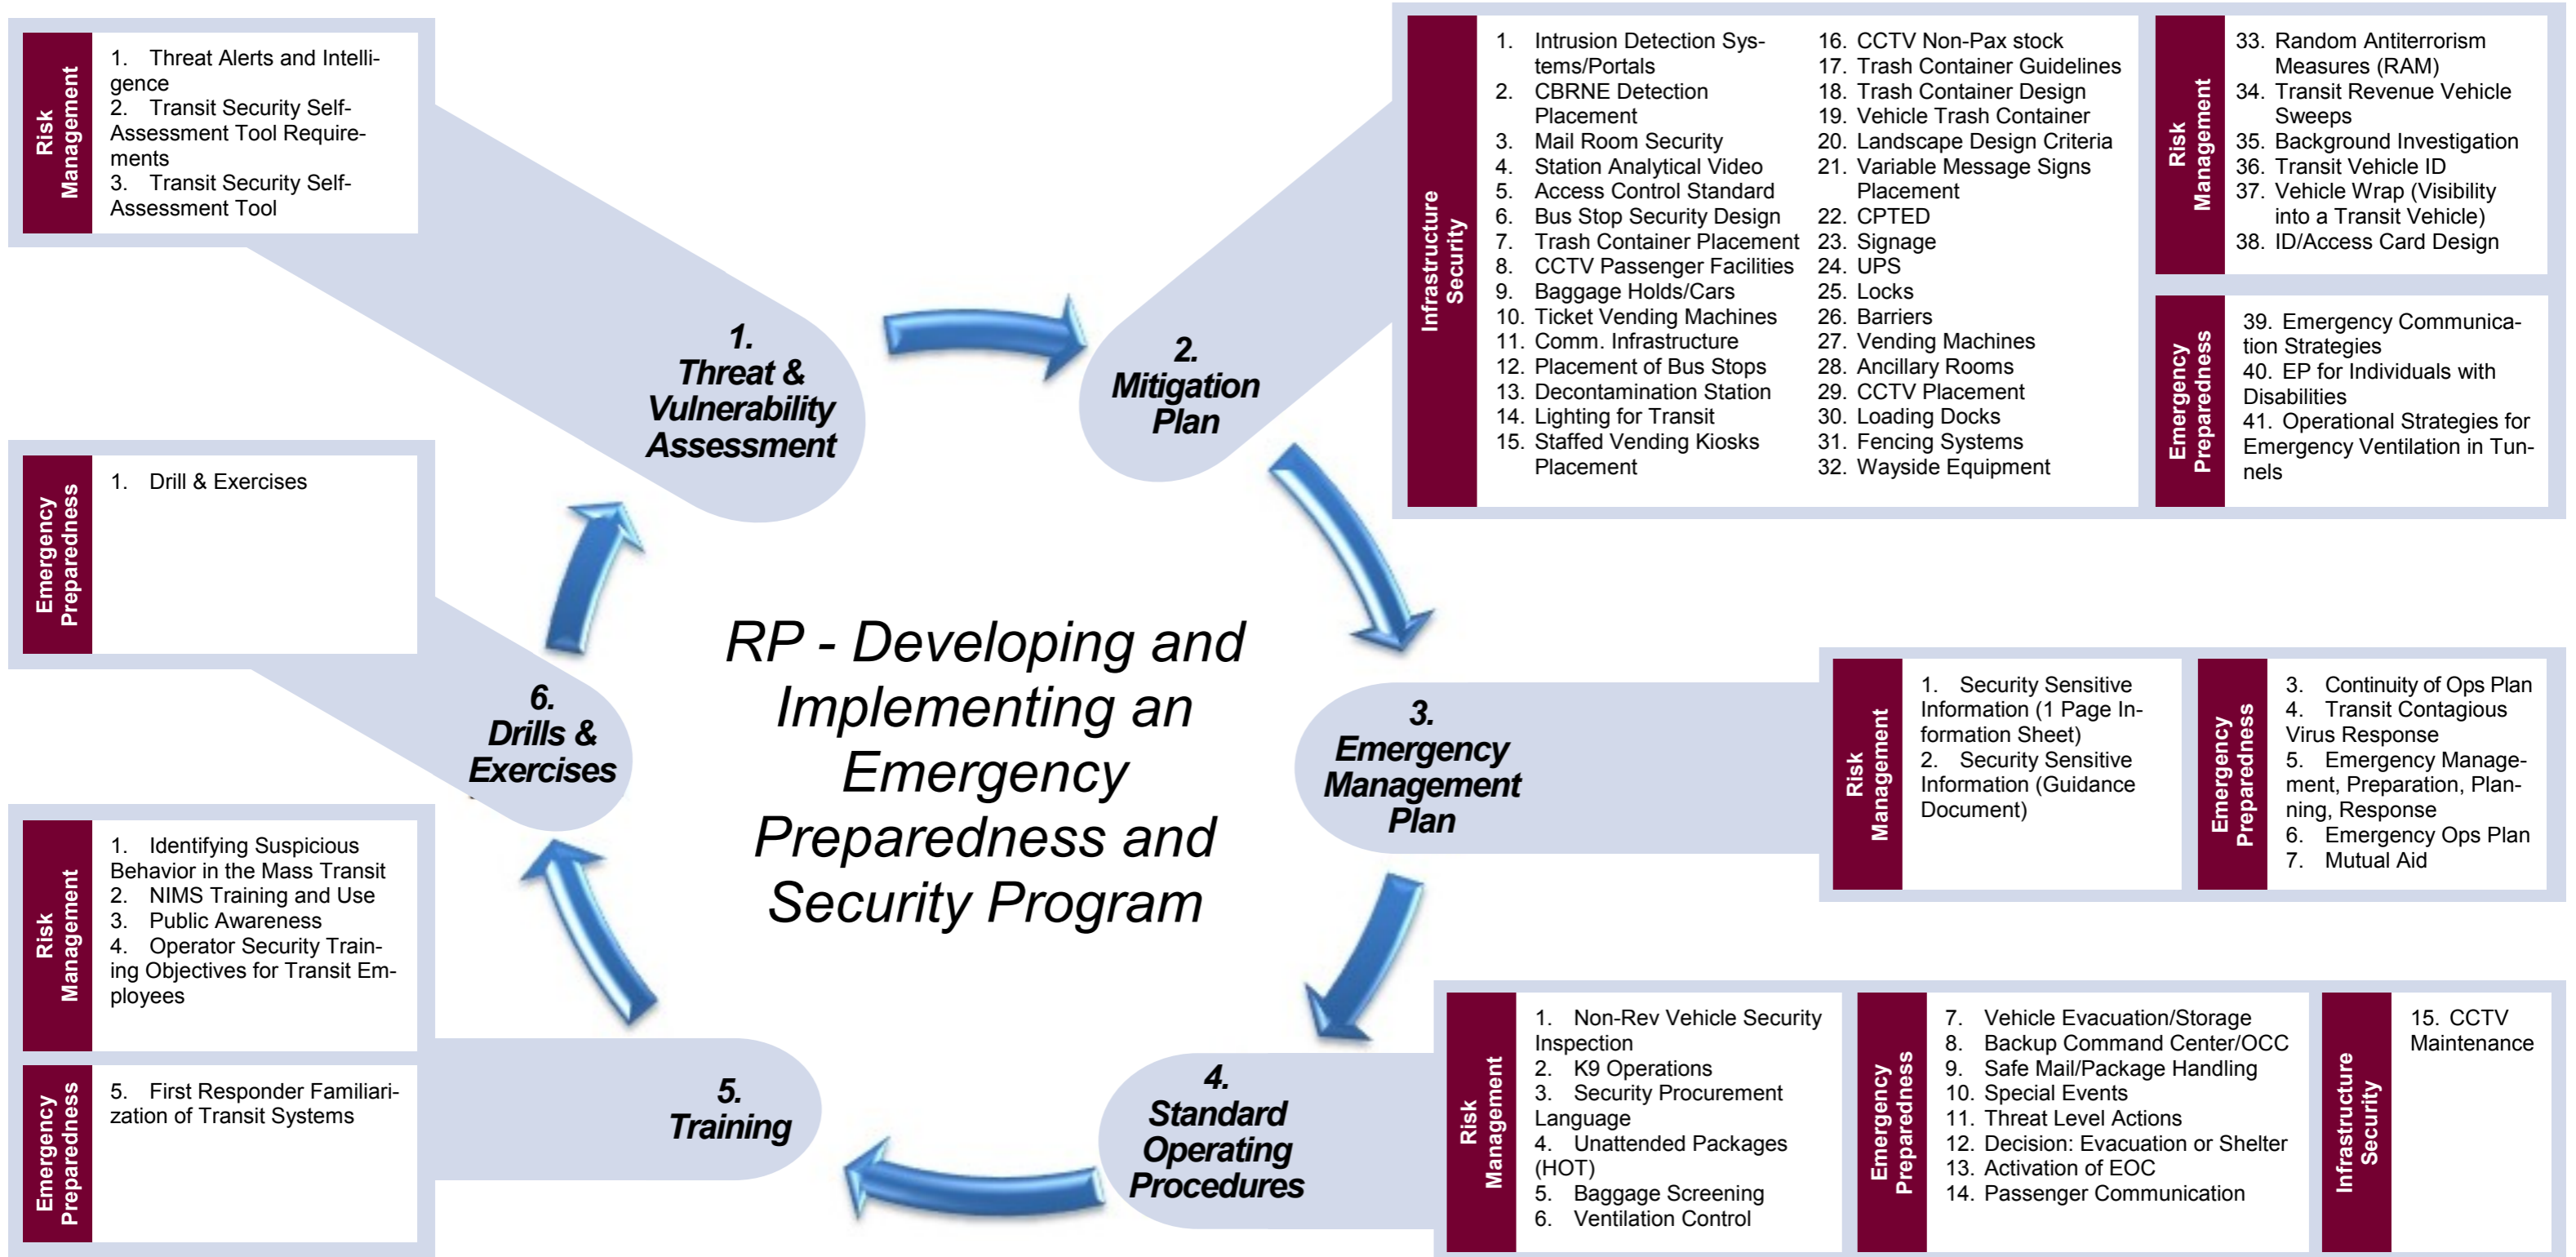 Risk
Management
1. Threat Alerts and Intelli-
gence
2. Transit Security Self-
Assessment Tool Require-
ments
3. Transit Security Self-
Assessment Tool
1.
Threat &
Vulnerability
ASSESSMENT
2.
Mitigation
Plan
Infrastructure
Security
1. Intrusion Detection Sys-
tems/Portals
2. CBRNE Detection
Placement
3. Mail Room Security
4. Station Analytical Video
5. Access Control Standard
6. Bus Stop Security Design
7. Trash Container Placement
8. CCTV Passenger Facilities
9. Baggage Holds/Cars
10. Ticket Vending Machines
11. Comm. Infrastructure
12. Placement of Bus Stops
13. Decontamination Station
14. Lighting for Transit
15. Staffed Vending Kiosks
Placement
16. CCTV Non-Pax stock
17. Trash Container Guidelines
18. Trash Container Design
19. Vehicle Trash Container
20. Landscape Design Criteria
21. Variable Message Signs
Placement
22. CPTED
23. Signage
24. UPS
25. Locks
26. Barriers
27. Vending Machines
28. Ancillary Rooms
29. CCTV Placement
30. Loading Docks
31. Fencing Systems
32. Wayside Equipment
Risk
Management
33. Random Antiterrorism
Measures (RAM)
34. Transit Revenue Vehicle
Sweeps
35. Background Investigation
36. Transit Vehicle ID
37. Vehicle Wrap (Visibility
into a Transit Vehicle)
38. ID/Access Card Design
Emergency
Preparedness
39. Emergency Communica-
tion Strategies
40. EP for Individuals with
Disabilities
41. Operational Strategies for
Emergency Ventilation in Tun-
nels
Emergency
Preparedness
1. Drill & Exercises
6.
Drills &
Exercises
RP - Developing and
Implementing an
Emergency
Preparedness and
Security Program
3.
Emergency
Management
Plan
Risk
Management
1. Security Sensitive
Information (1 Page In-
formation Sheet)
2. Security Sensitive
Information (Guidance
Document)
Emergency
Preparedness
3. Continuity of Ops Plan
4. Transit Contagious
Virus Response
5. Emergency Manage-
ment, Preparation, Plan-
ning, Response
6. Emergency Ops Plan
7. Mutual Aid
Risk
Management
1. Identifying Suspicious
Behavior in the Mass Transit
2. NIMS Training and Use
3. Public Awareness
4. Operator Security Train-
ing Objectives for Transit Em-
ployees
Emergency
Preparedness
5. First Responder Familiari-
zation of Transit Systems
5.
Training
4.
Standard
Operating
Procedures
Risk
Management
1. Non-Rev Vehicle Security
Inspection
2. K9 Operations
3. Security Procurement
Language
4. Unattended Packages
(HOT)
5. Baggage Screening
6. Ventilation Control
Emergency
Preparedness
7. Vehicle Evacuation/Storage
8. Backup Command Center/OCC
9. Safe Mail/Package Handling
10. Special Events
11. Threat Level Actions
12. Decision: Evacuation or Shelter
13. Activation of EOC
14. Passenger Communication
Infrastructure
Security
15. CCTV
Maintenance